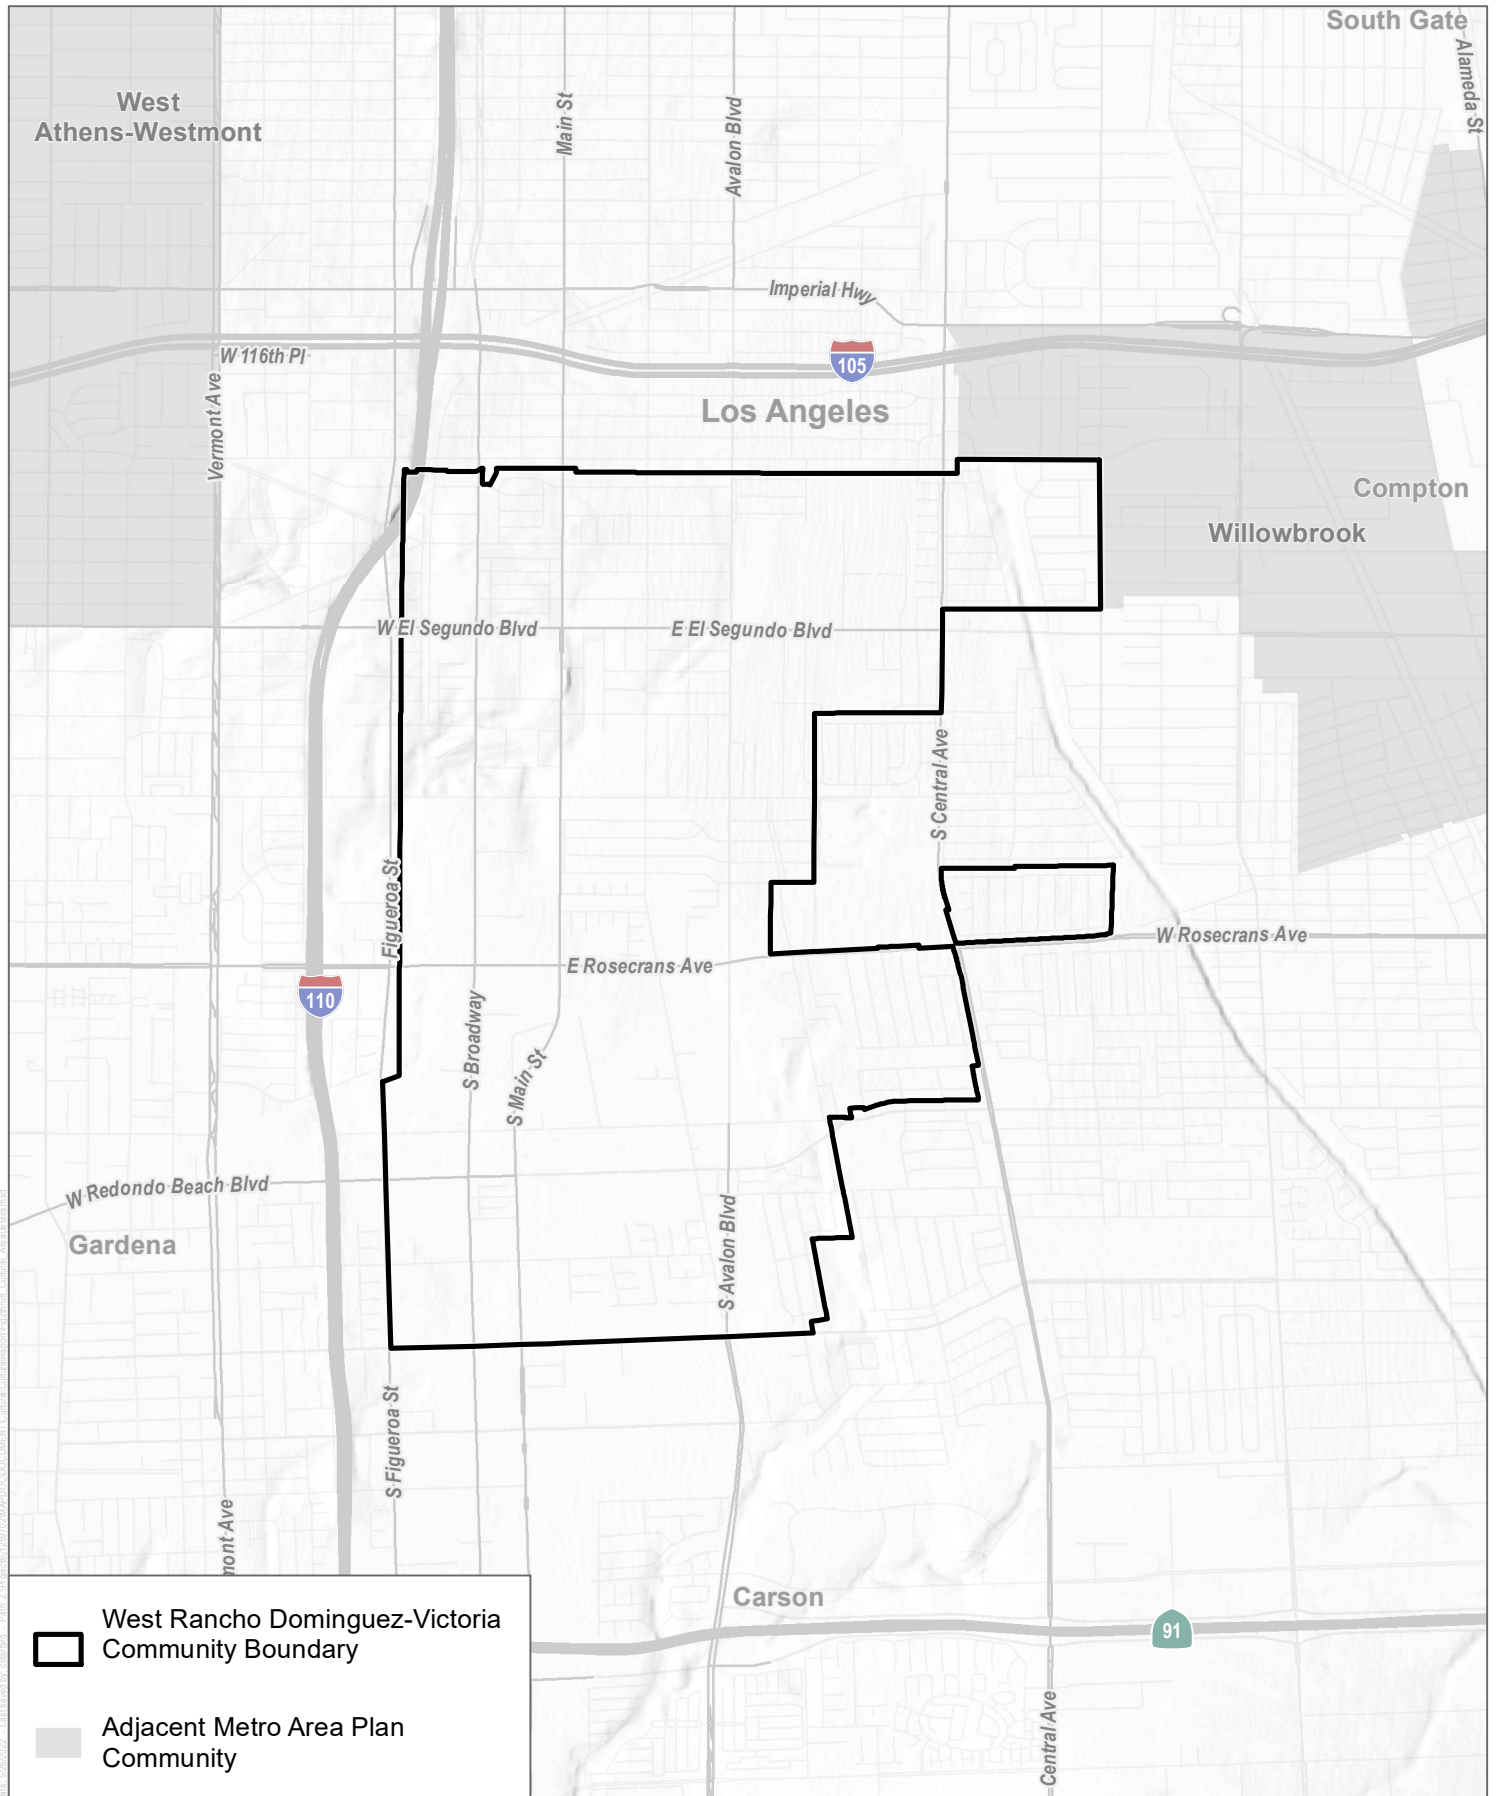 South Gate
Alameda St
West
Athens-Westmont
Main St
Avalon Blvd
Imperial Hwy
W 116th Pl
105
Vermont Ave
Los Angeles
Compton
Willowbrook
W El Segundo Blvd
E El Segundo Blvd
S Central Ave
Figueroa St
W Rosecrans Ave
E Rosecrans Ave
110
S Broadway
S Main St
W Redondo Beach Blvd
Gardena
S Avalon Blvd
S Figueroa St
mont Ave
Carson
91
Central Ave
West Rancho Dominguez-Victoria
Community Boundary
Adjacent Metro Area Plan
Community